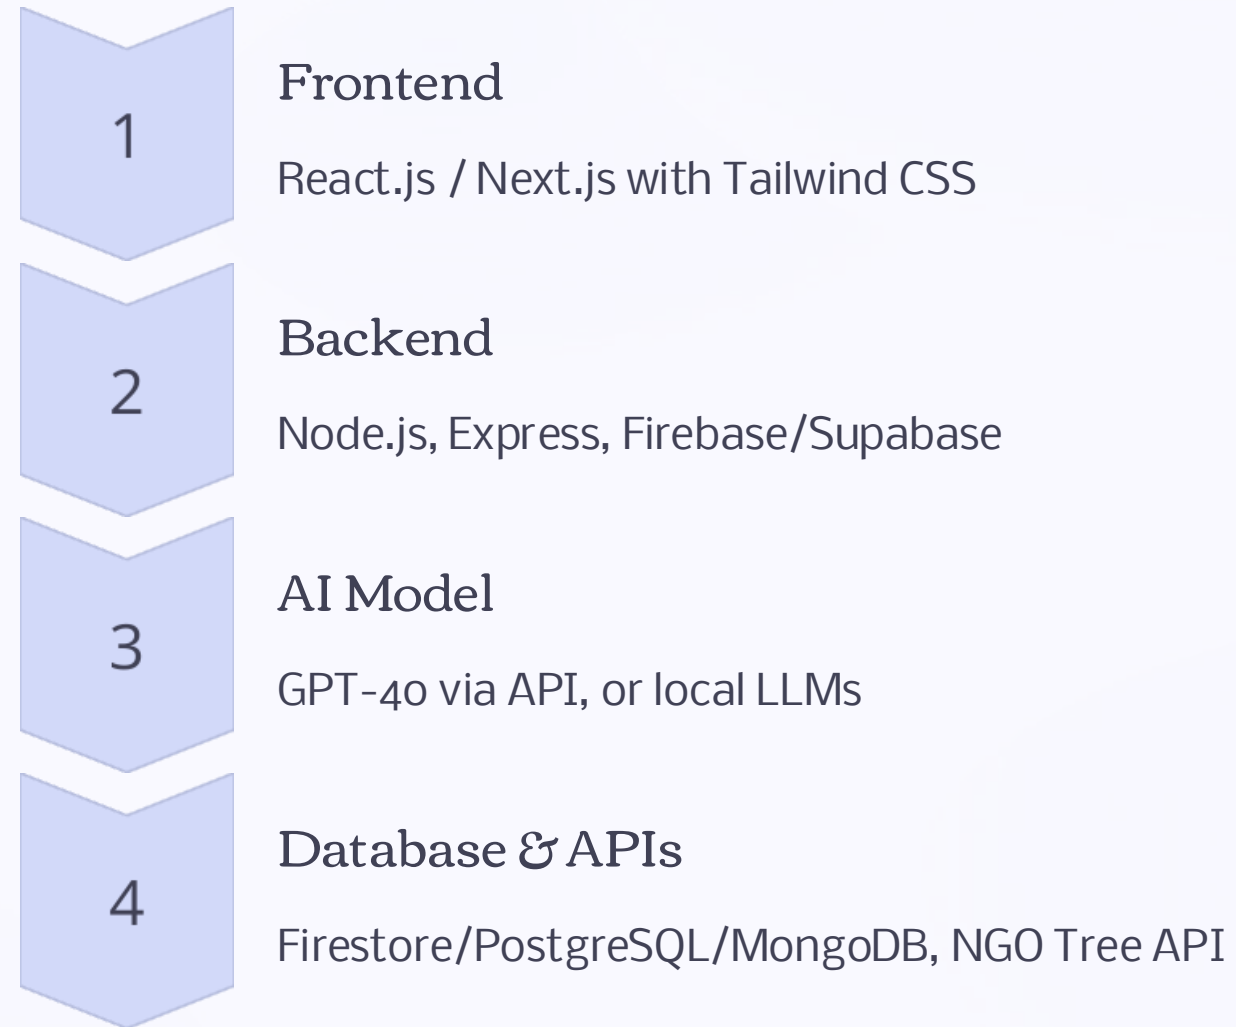 1
Frontend
React.js / Next.js with Tailwind CSS
2
Backend
Node.js, Express, Firebase/Supabase
3
AI Model
GPT-4o via API, or local LLMs
4
Database & APIs
Firestore/PostgreSQL/MongoDB, NGO Tree API